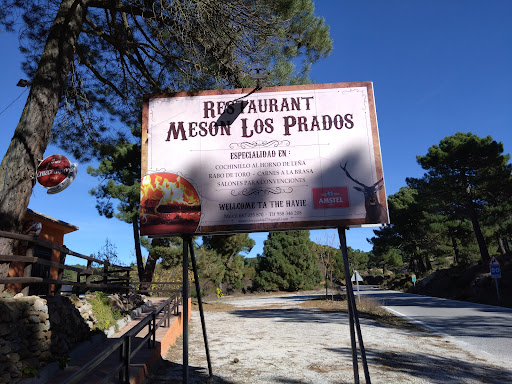 RESTAURANT
MESON LOS PRADOS
ESPECIALIDAD EN:
COCHINILLO AL HORNO DE LEÑA
RABO DE TORO - CARNES A LA BRASA
SALONES PARA CONVENCIONES
WELLCOME TA THE HAVIE
AMSTEL